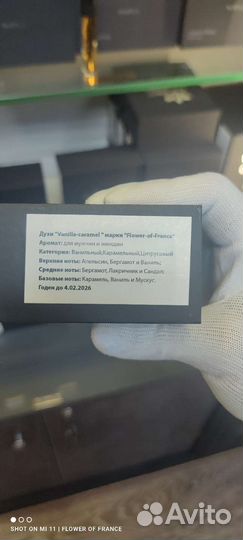 Духи "Vanilla-caramel " марки "Flower-of-France"
Аромат: для мужчин и женщин
Категория: Ванильный,Карамельный,Цитрусовый
Верхние ноты: Апельсин, Бергамот и Ваниль;
Средние ноты: Бергамот, Лакричник и Сандал;
Базовые ноты: Карамель, Ваниль и Мускус.
Годен до 4.02.2026
SHOT ON MI 11 | FLOWER OF FRANCE
Avito